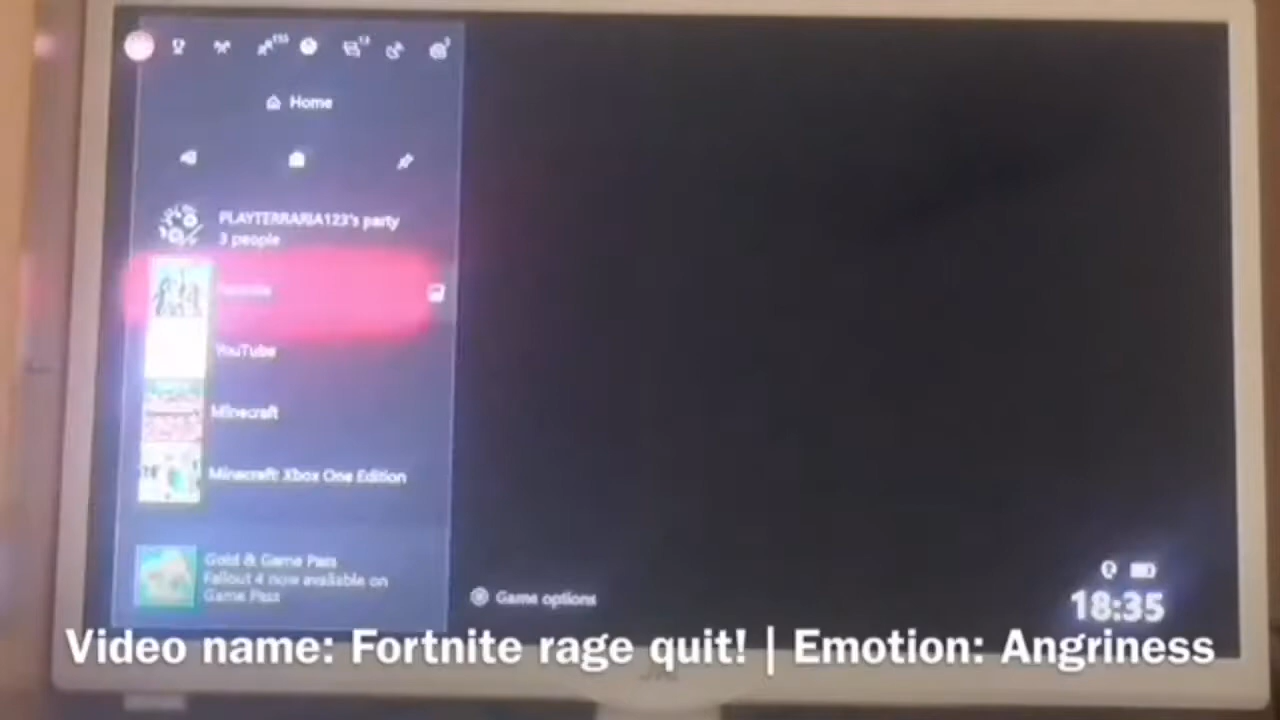 Home
PLAYTERRARIA123's party
3 people
YouTube
Minecraft
Minecraft: Xbox One Edition
Gold & Game Pass
Fallout 4 now available on
Game Pass
Game options
18:35
Video name: Fortnite rage quit! | Emotion: Angriness